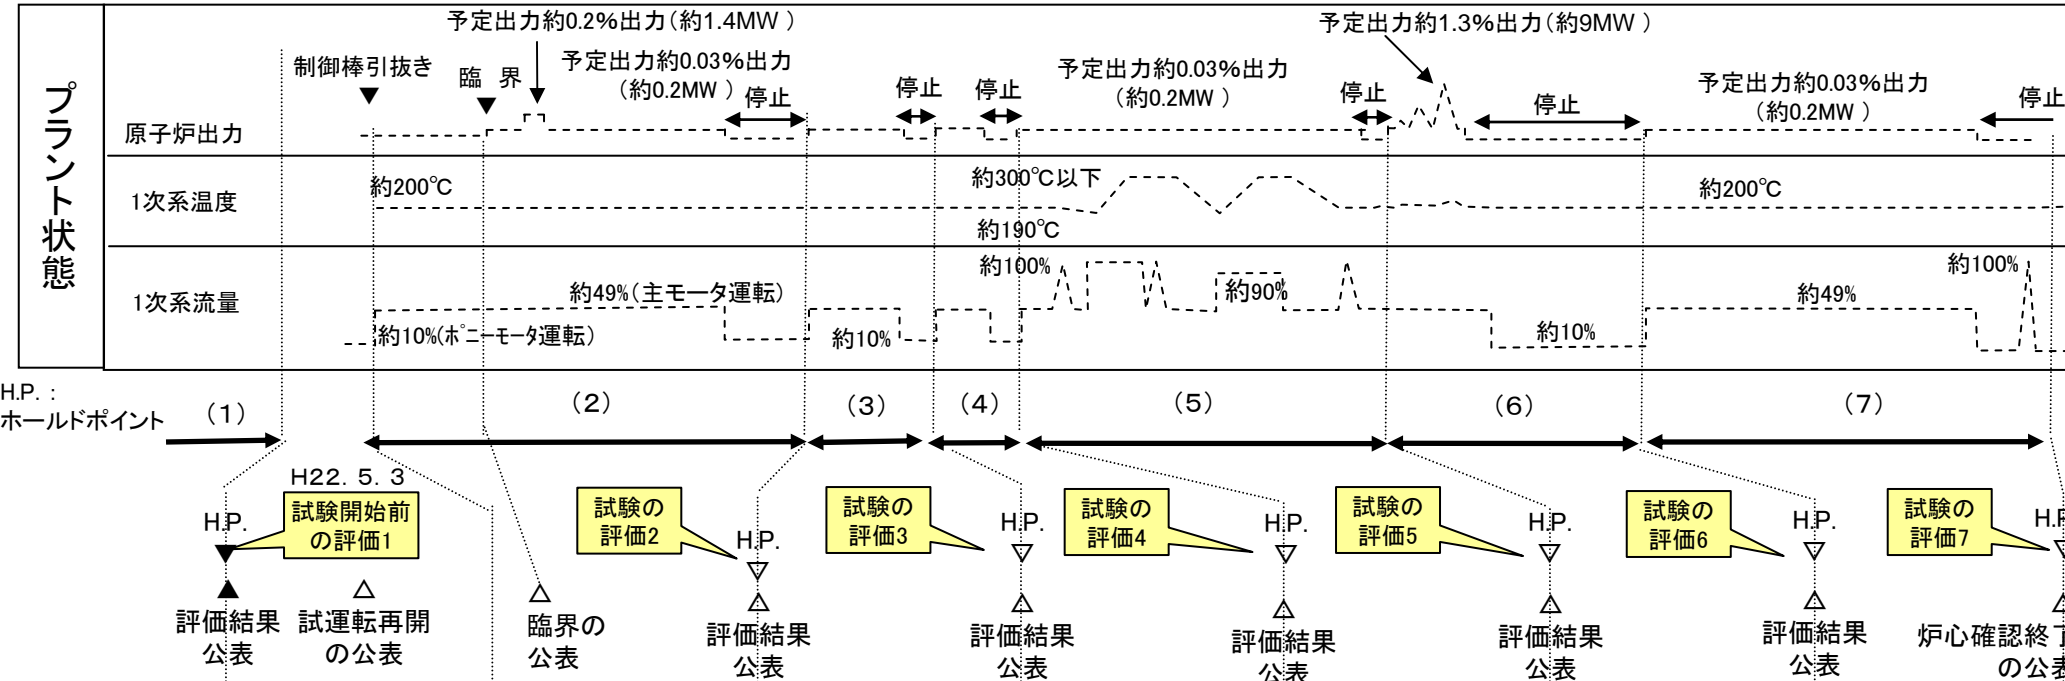 プラント状態
予定出力約0.2%出力(約1.4MW )
予定出力約1.3%出力(約9MW )
制御棒引抜き
臨 界
予定出力約0.03%出力
(約0.2MW )
停止
停止
停止
予定出力約0.03%出力
(約0.2MW )
停止
停止
予定出力約0.03%出力
(約0.2MW )
停止
原子炉出力
1次系温度
約200℃
約300℃以下
約190℃
約200℃
1次系流量
約10%(ポニーモータ運転)
約49%(主モータ運転)
約10%
約100%
約90%
約10%
約49%
約100%
H.P. :
ホールドポイント
(1)
(2)
(3)
(4)
(5)
(6)
(7)
H22. 5. 3
H.P.
試験開始前
の評価1
試験の
評価2
H.P.
試験の
評価3
H.P.
試験の
評価4
H.P.
試験の
評価5
H.P.
試験の
評価6
H.P.
試験の
評価7
H.P
評価結果
公表
試運転再開
の公表
臨界の
公表
評価結果
公表
評価結果
公表
評価結果
公表
評価結果
公表
評価結果
公表
炉心確認終了
の公表